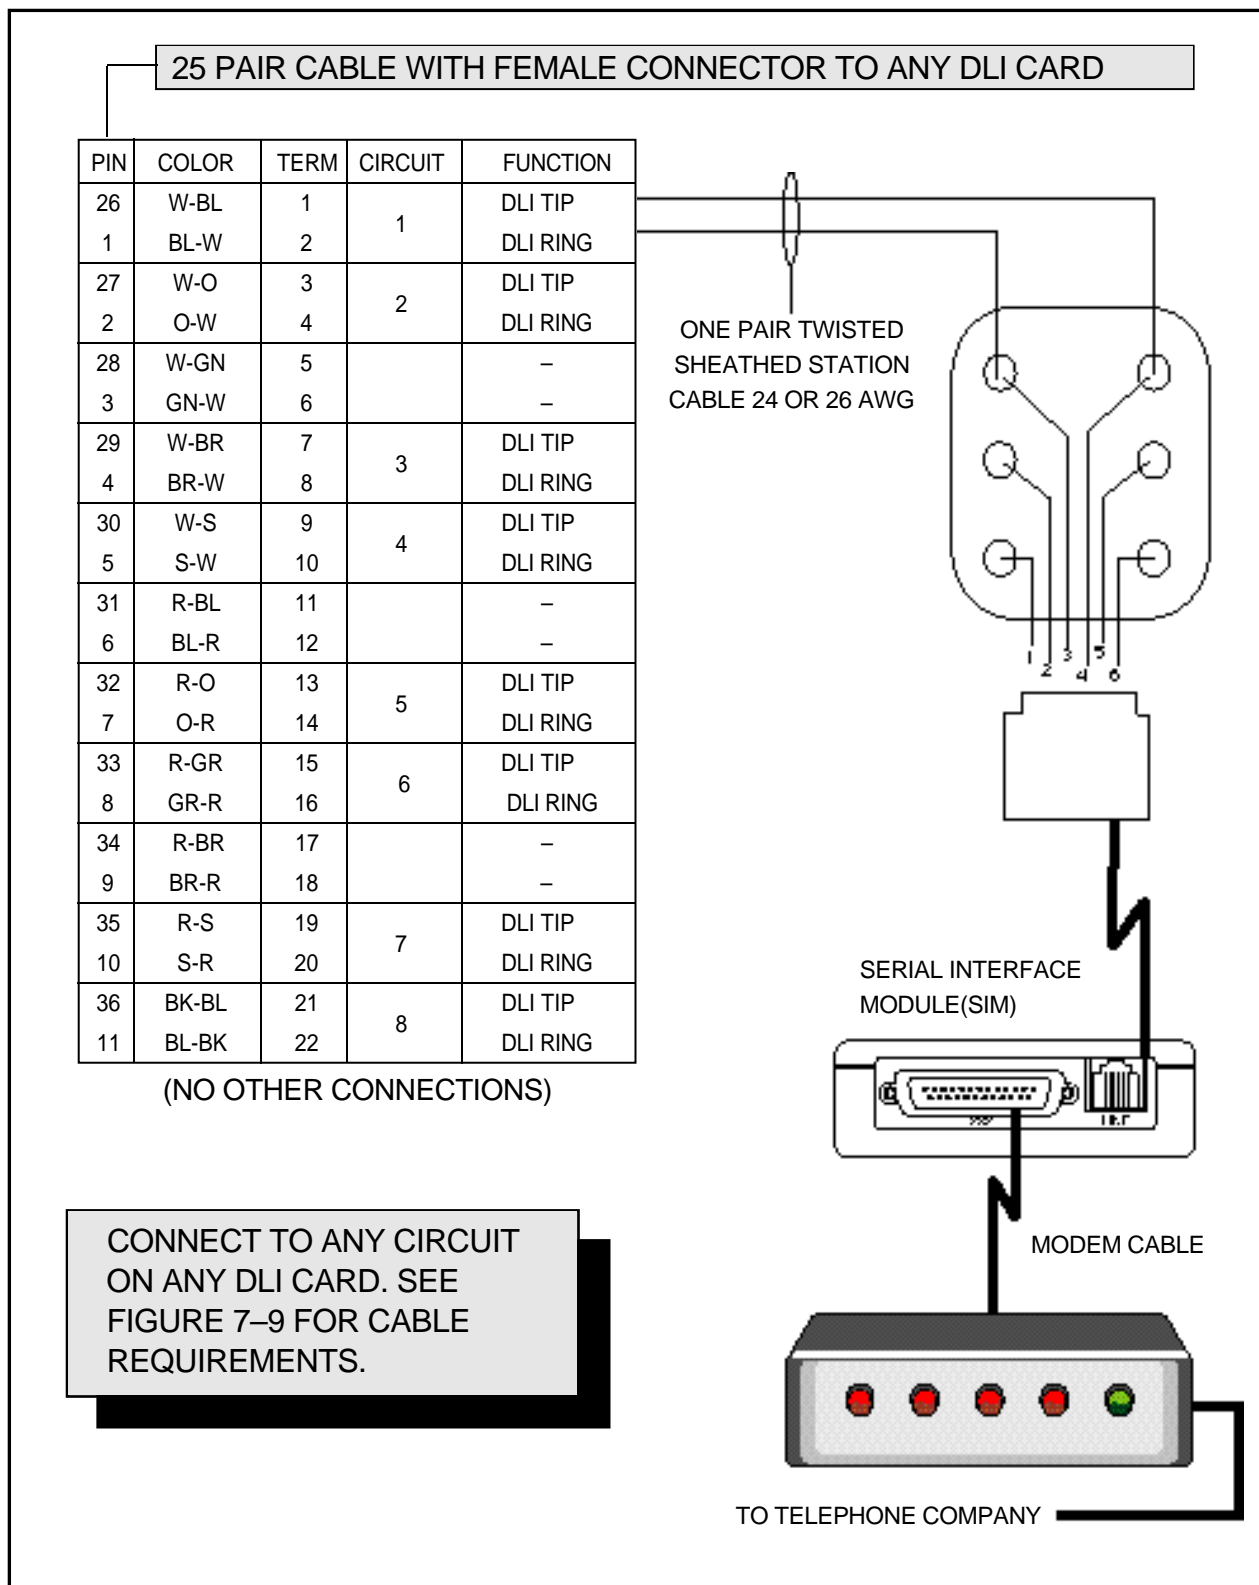 25 PAIR CABLE WITH FEMALE CONNECTOR TO ANY DLI CARD
PIN COLOR TERM CIRCUIT FUNCTION
26 W-BL 1 1 DLI TIP
1 BL-W 2 DLI RING
27 W-O 3 2 DLI TIP
2 O-W 4 DLI RING
28 W-GN 5 –
3 GN-W 6 –
29 W-BR 7 3 DLI TIP
4 BR-W 8 DLI RING
30 W-S 9 4 DLI TIP
5 S-W 10 DLI RING
31 R-BL 11 –
6 BL-R 12 –
32 R-O 13 5 DLI TIP
7 O-R 14 DLI RING
33 R-GR 15 6 DLI TIP
8 GR-R 16 DLI RING
34 R-BR 17 –
9 BR-R 18 –
35 R-S 19 7 DLI TIP
10 S-R 20 DLI RING
36 BK-BL 21 8 DLI TIP
11 BL-BK 22 DLI RING
(NO OTHER CONNECTIONS)
ONE PAIR TWISTED
SHEATHED STATION
CABLE 24 OR 26 AWG
1 2 3 4 5 6
SERIAL INTERFACE
MODULE(SIM)
MODEM CABLE
CONNECT TO ANY CIRCUIT
ON ANY DLI CARD. SEE
FIGURE 7–9 FOR CABLE
REQUIREMENTS.
TO TELEPHONE COMPANY